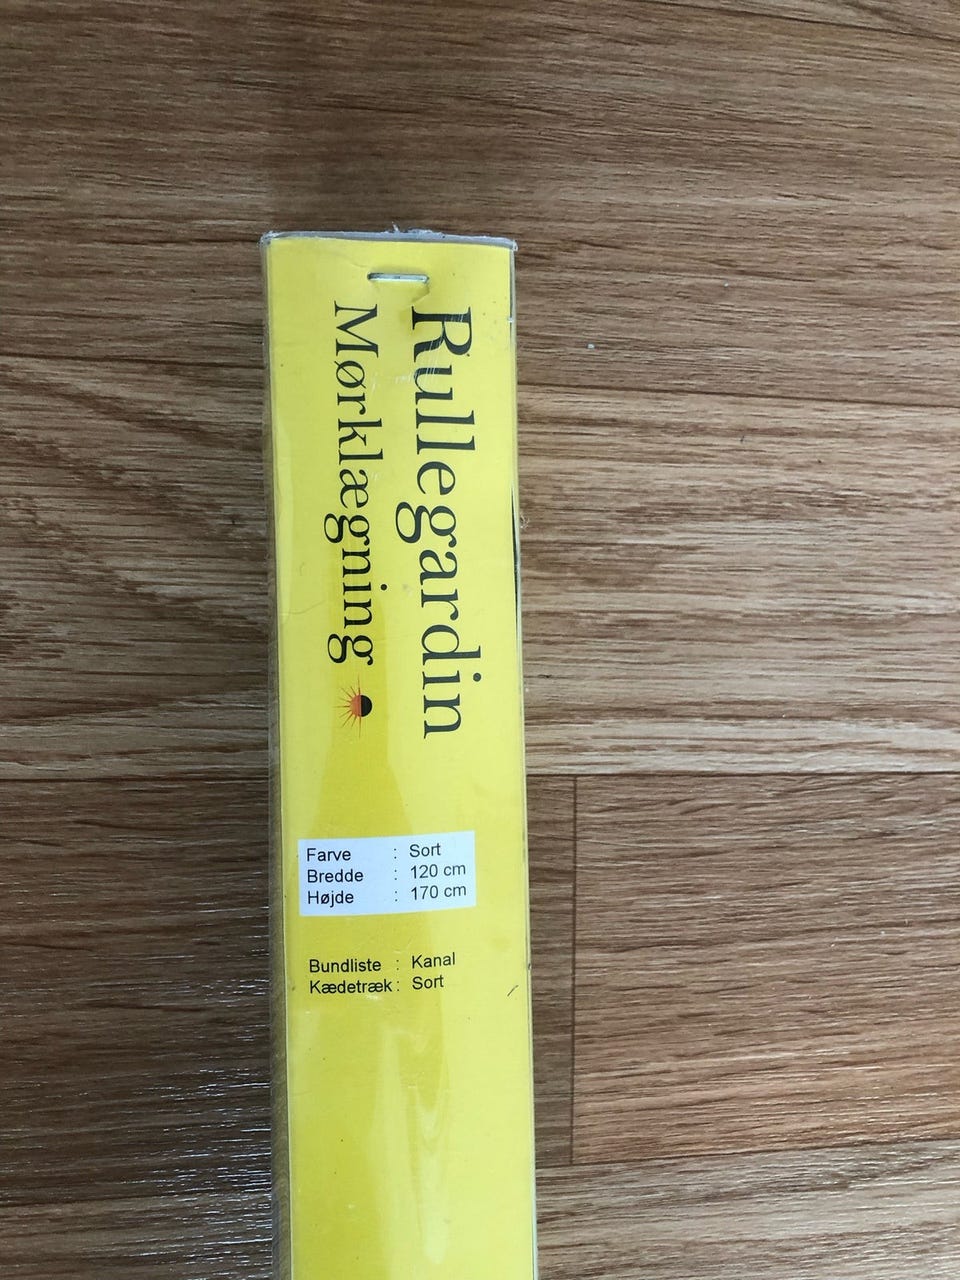 Rullegardin
Mørklægning
Farve : Sort
Bredde : 120 cm
Højde : 170 cm
Bundliste : Kanal
Kædetræk : Sort